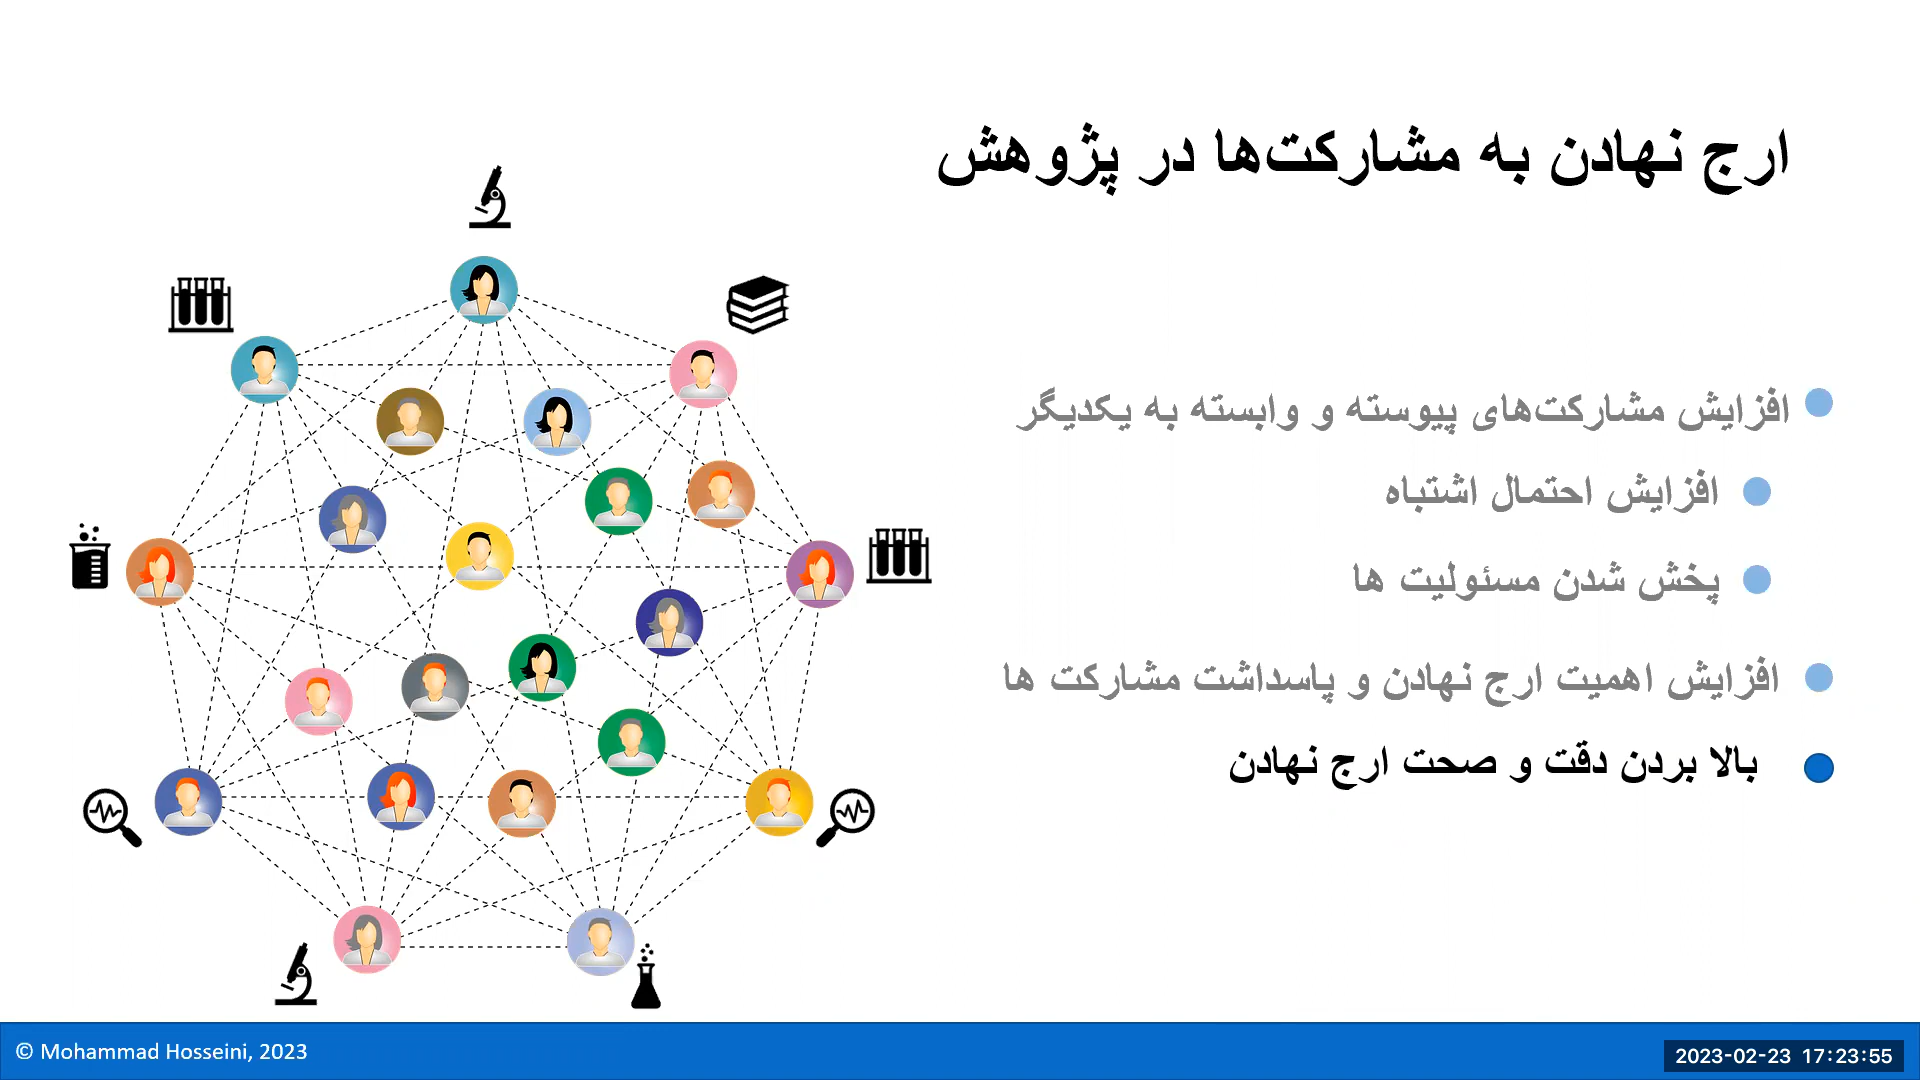 ارج نهادن به مشارکت‌ها در پژوهش
افزایش مشارکت‌های پیوسته و وابسته به یکدیگر
افزایش احتمال اشتباه
پخش شدن مسئولیت ها
افزایش اهمیت ارج نهادن و پاسداشت مشارکت ها
بالا بردن دقت و صحت ارج نهادن
© Mohammad Hosseini, 2023
2023-02-23 17:23:55